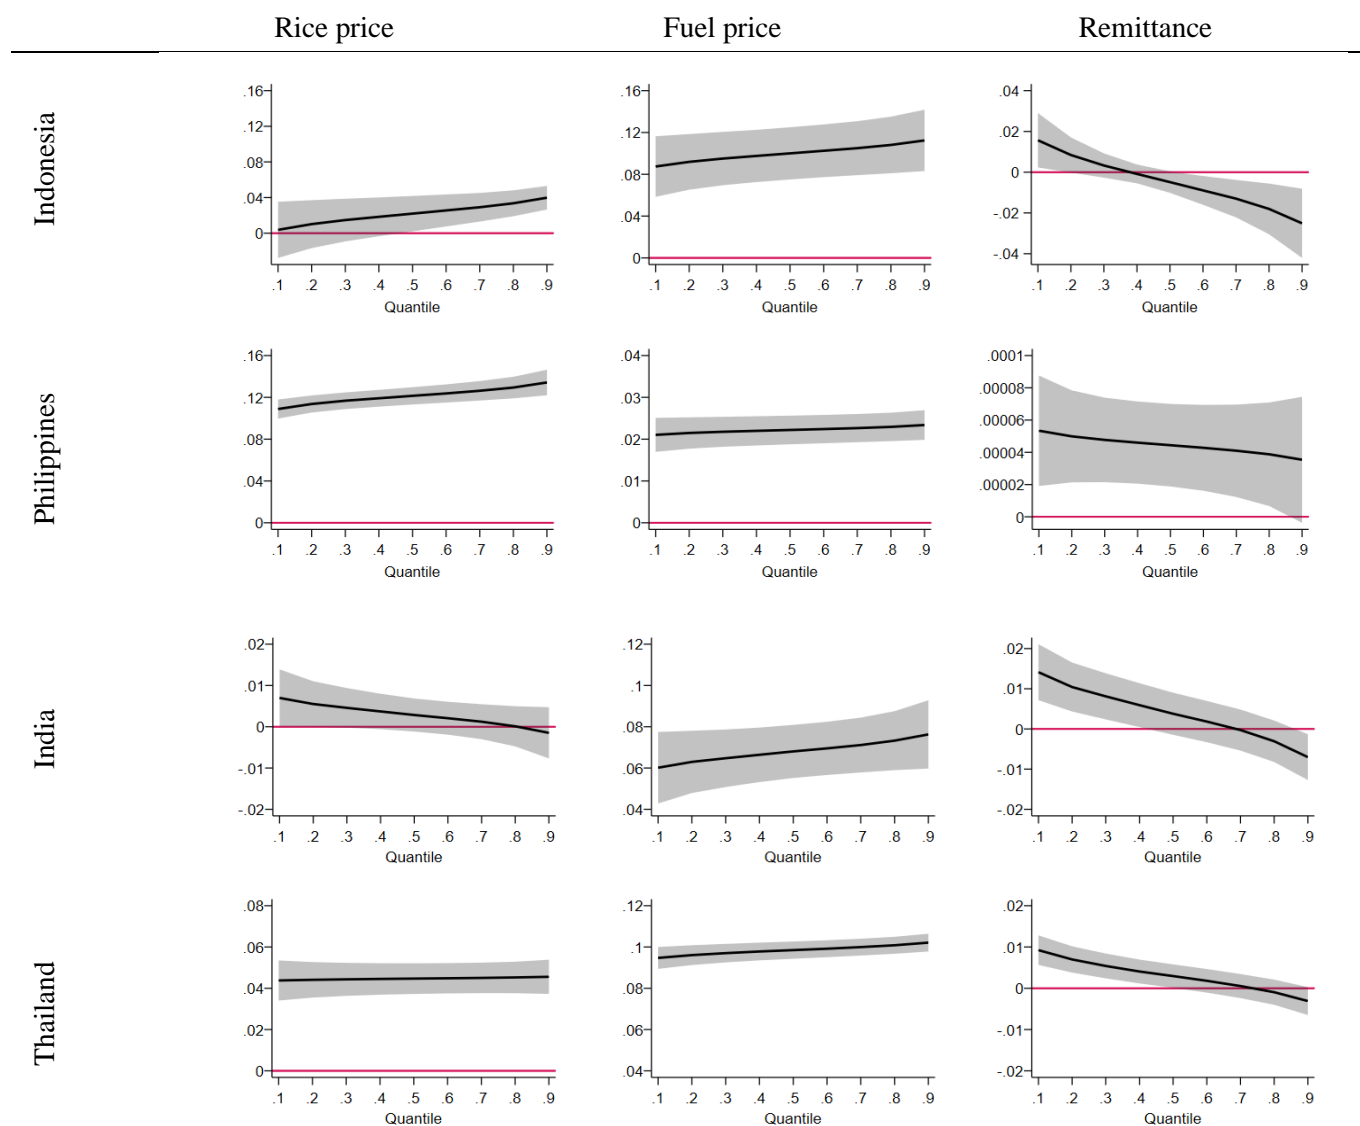 Rice price Fuel price Remittance
Indonesia
.16
.12
.08
.04
0
.1 .2 .3 .4 .5 .6 .7 .8 .9
Quantile
.16
.12
.08
.04
0
.1 .2 .3 .4 .5 .6 .7 .8 .9
Quantile
.04
.02
0
-.02
-.04
.1 .2 .3 .4 .5 .6 .7 .8 .9
Quantile
Philippines
.16
.12
.08
.04
0
.1 .2 .3 .4 .5 .6 .7 .8 .9
Quantile
.04
.03
.02
.01
0
.1 .2 .3 .4 .5 .6 .7 .8 .9
Quantile
.0001
.00008
.00006
.00004
.00002
0
.1 .2 .3 .4 .5 .6 .7 .8 .9
Quantile
India
.02
.01
0
-.01
-.02
.1 .2 .3 .4 .5 .6 .7 .8 .9
Quantile
.12
.1
.08
.06
.04
.1 .2 .3 .4 .5 .6 .7 .8 .9
Quantile
.02
.01
0
-.01
-.02
.1 .2 .3 .4 .5 .6 .7 .8 .9
Quantile
Thailand
.08
.06
.04
.02
0
.1 .2 .3 .4 .5 .6 .7 .8 .9
Quantile
.12
.1
.08
.06
.04
.1 .2 .3 .4 .5 .6 .7 .8 .9
Quantile
.02
.01
0
-.01
-.02
.1 .2 .3 .4 .5 .6 .7 .8 .9
Quantile